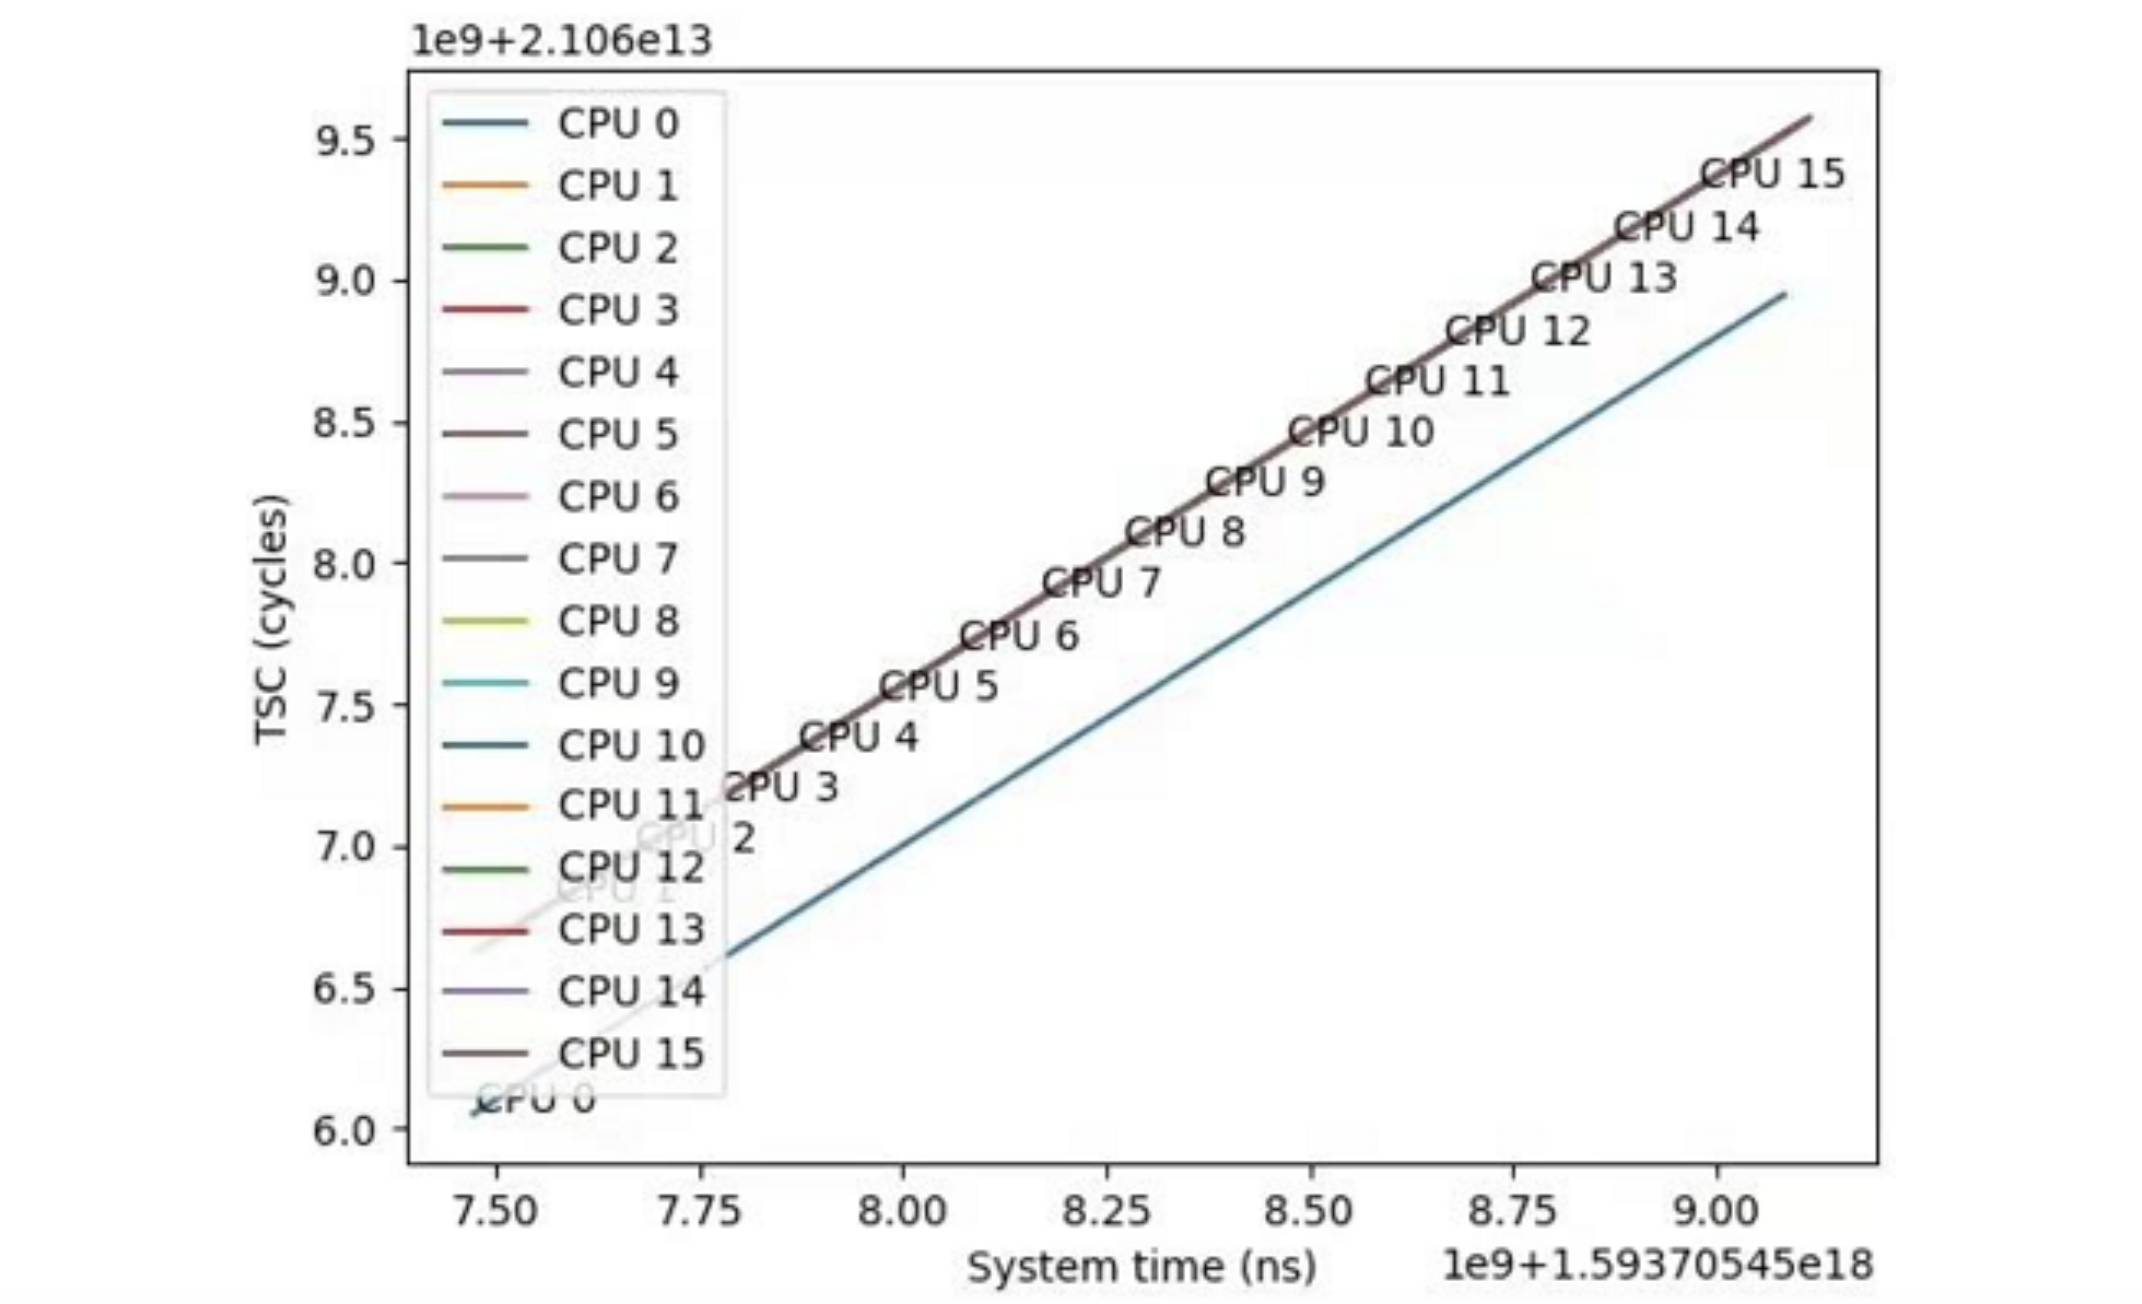 1e9+2.106e13
9.5
9.0
8.5
8.0
7.5
7.0
6.5
6.0
TSC (cycles)
CPU 0
CPU 1
CPU 2
CPU 3
CPU 4
CPU 5
CPU 6
CPU 7
CPU 8
CPU 9
CPU 10
CPU 11
CPU 12
CPU 13
CPU 14
CPU 15
CPU 15
CPU 14
CPU 13
CPU 12
CPU 11
CPU 10
CPU 9
CPU 8
CPU 7
CPU 6
CPU 5
CPU 4
CPU 3
CPU 2
CPU 1
CPU 0
7.50 7.75 8.00 8.25 8.50 8.75 9.00
System time (ns)
1e9+1.59370545e18